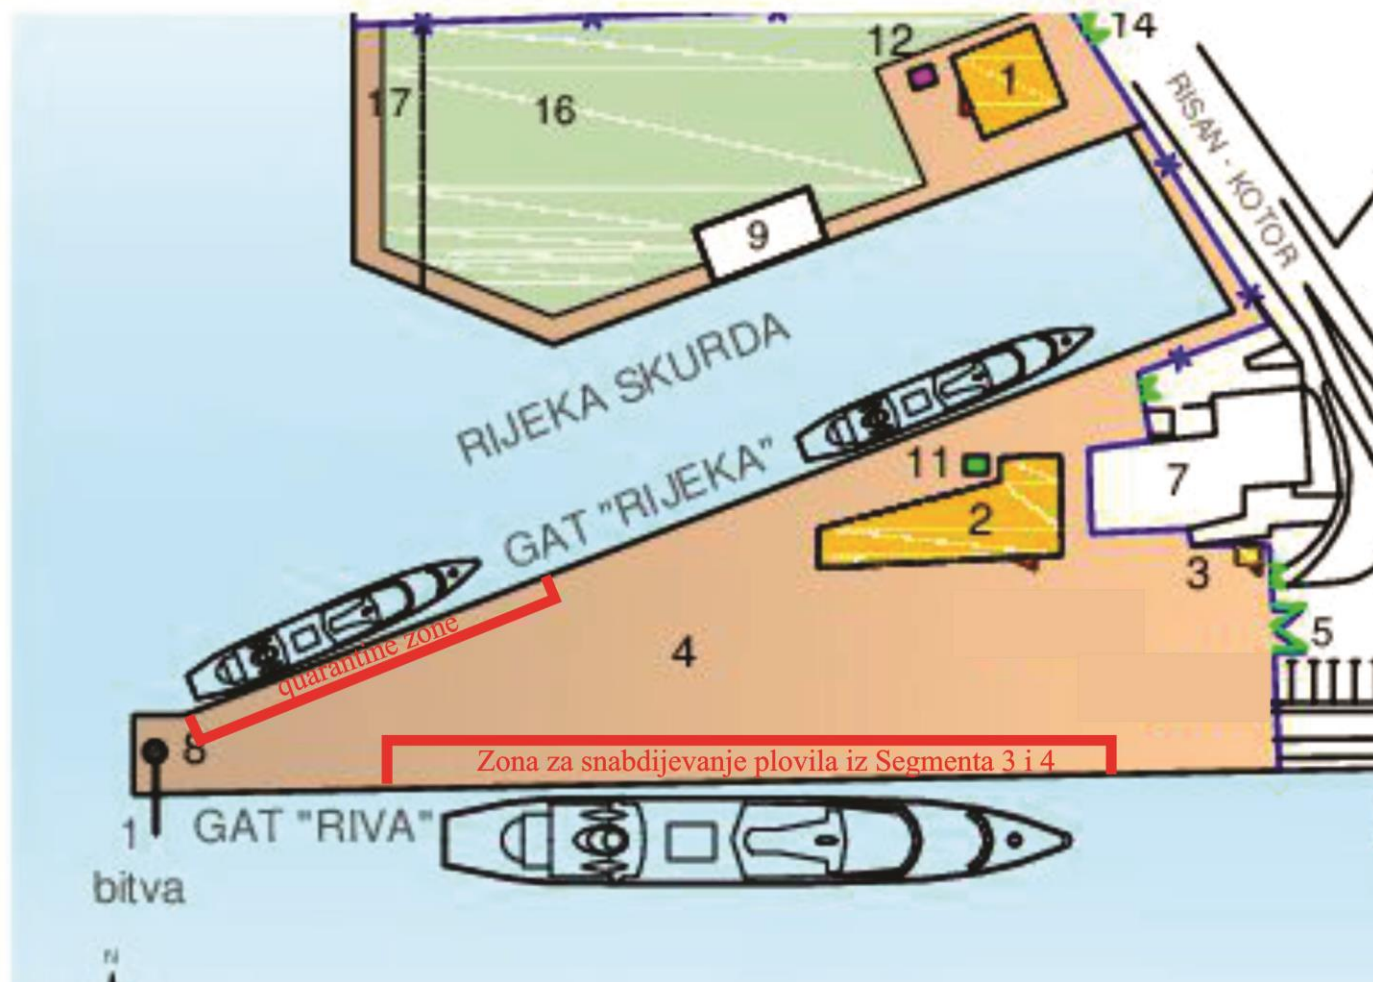 14
12
1
17
16
RISAN - KOTOR
9
RIJEKA SKURDA
GAT "RIJEKA"
11
7
2
3
quarantine zone
4
5
8
Zona za snabdijevanje plovila iz Segmenta 3 i 4
1
GAT "RIVA"
bitva
N